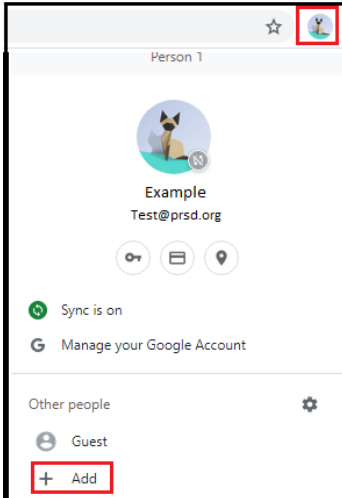 Person 1
Example
Test@prsd.org
Sync is on
G Manage your Google Account
Other people
Guest
+ Add